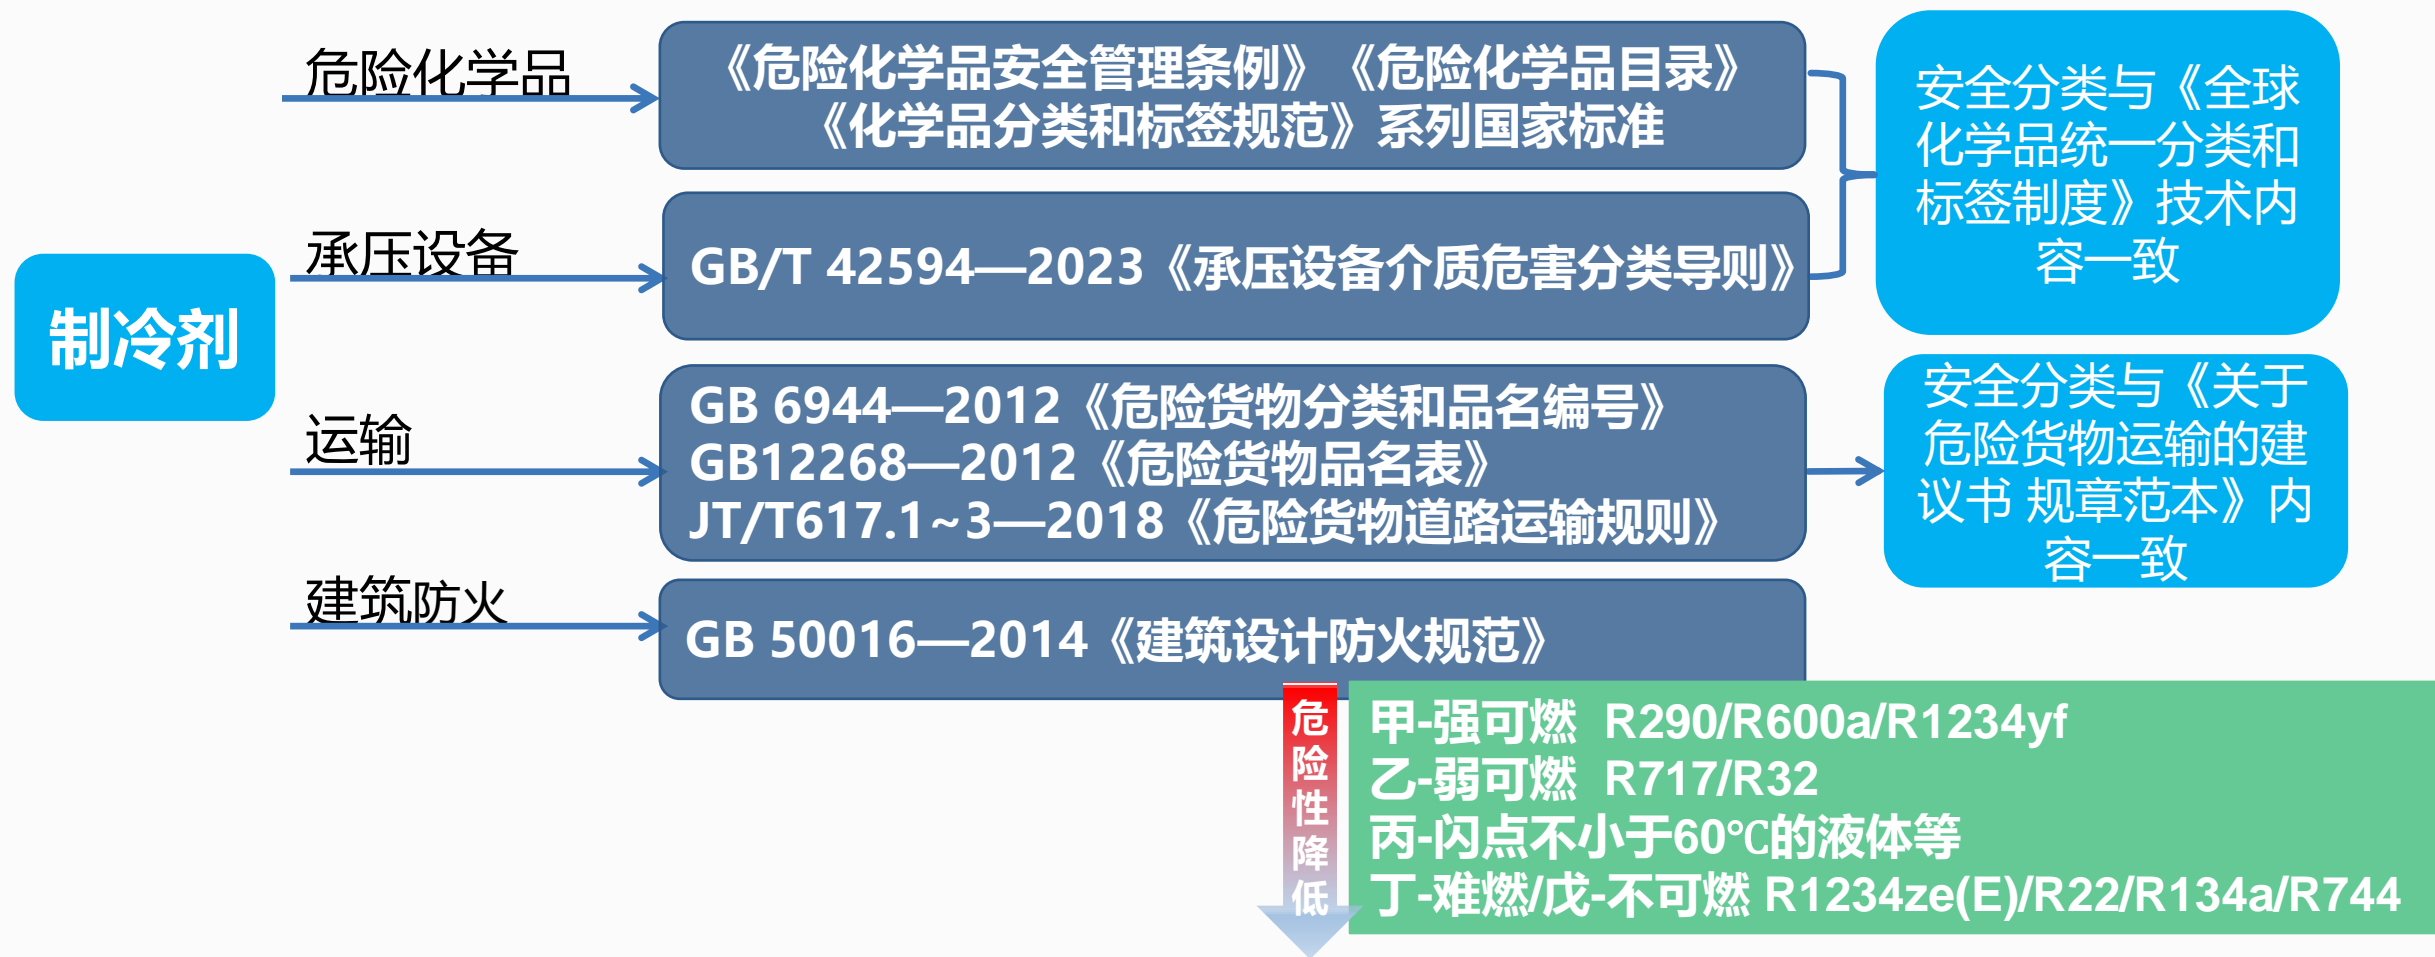 制冷剂
危险化学品
《危险化学品安全管理条例》《危险化学品目录》
《化学品分类和标签规范》系列国家标准
承压设备
GB/T 42594—2023《承压设备介质危害分类导则》
安全分类与《全球
化学品统一分类和
标签制度》技术内
容一致
运输
GB 6944—2012《危险货物分类和品名编号》
GB12268—2012《危险货物品名表》
JT/T617.1~3—2018《危险货物道路运输规则》
安全分类与《关于
危险货物运输的建
议书 规章范本》内
容一致
建筑防火
GB 50016—2014《建筑设计防火规范》
危
险
性
降
低
甲-强可燃 R290/R600a/R1234yf
乙-弱可燃 R717/R32
丙-闪点不小于60℃的液体等
丁-难燃/戊-不可燃 R1234ze(E)/R22/R134a/R744